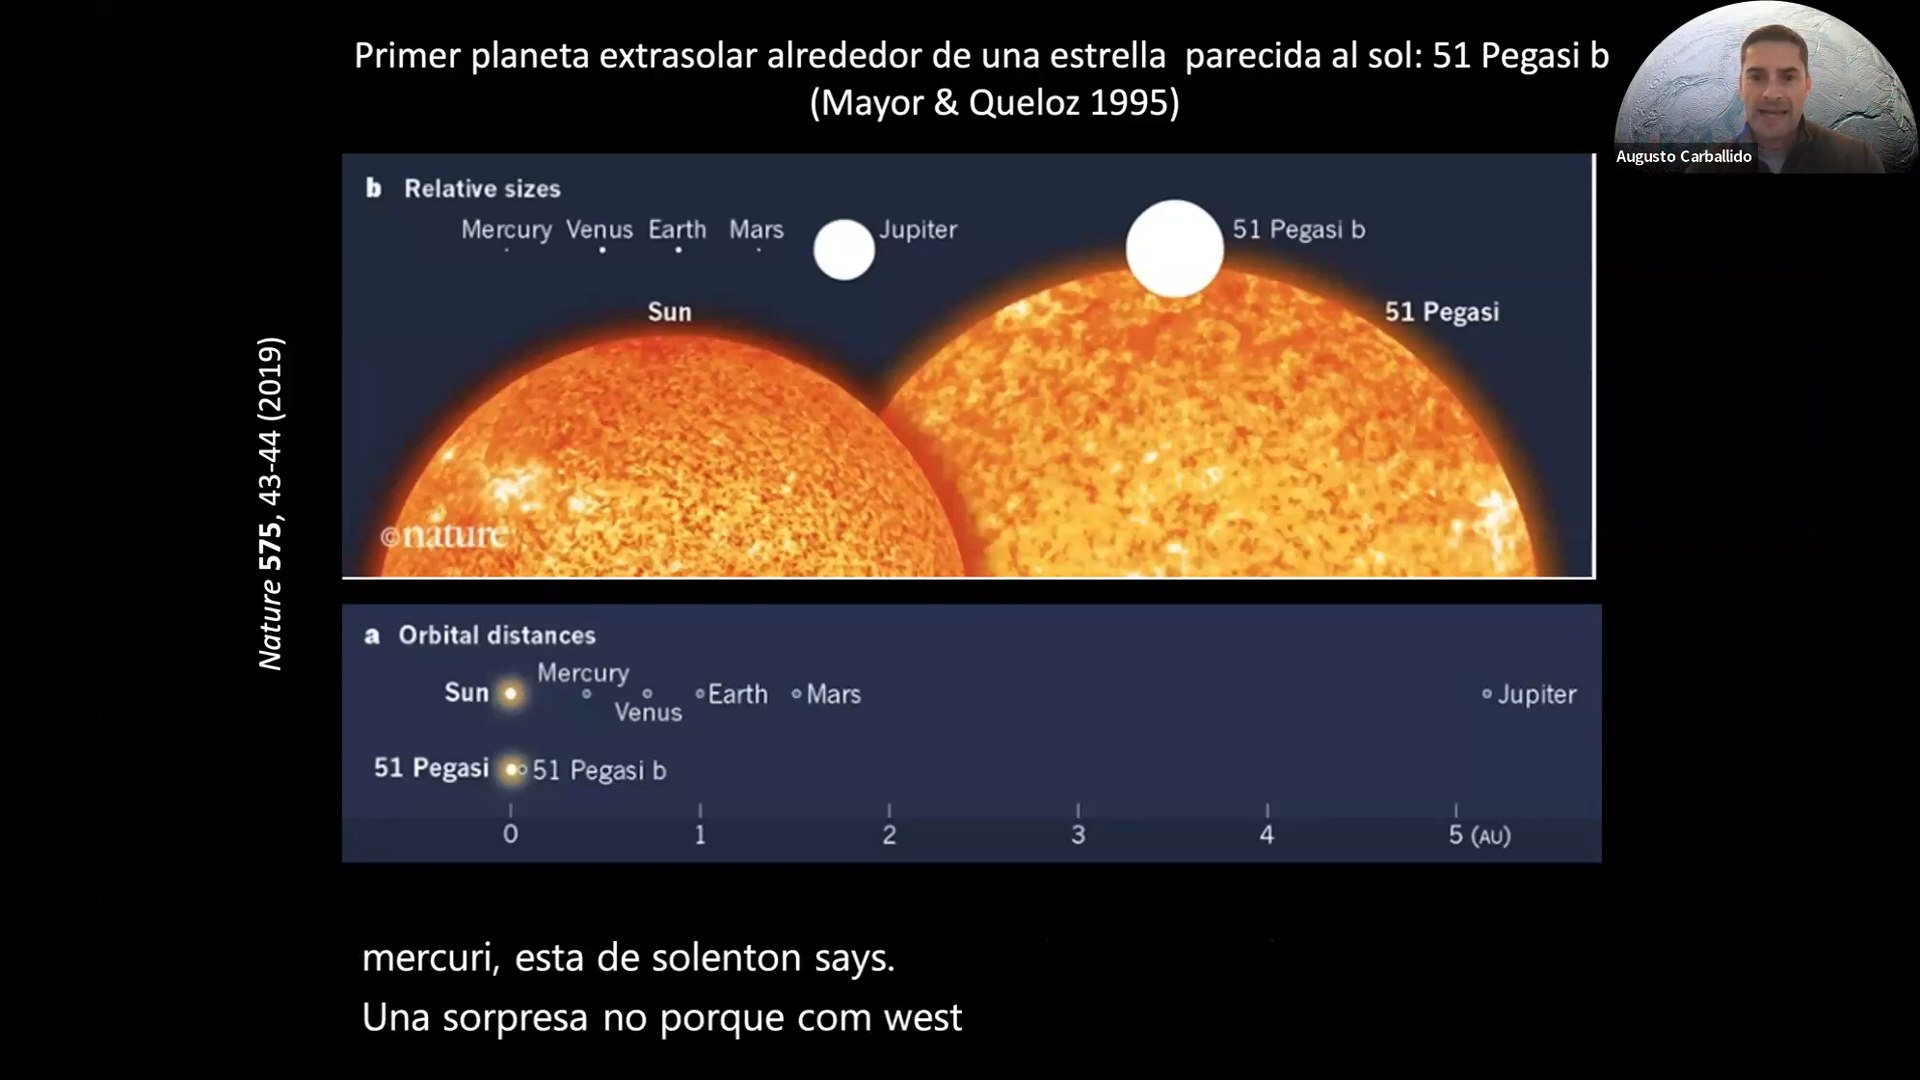 Primer planeta extrasolar alrededor de una estrella parecida al sol: 51 Pegasi b
(Mayor & Queloz 1995)
Augusto Carballido
b Relative sizes
Mercury Venus Earth Mars Jupiter 51 Pegasi b
Sun 51 Pegasi
©nature
Nature 575, 43-44 (2019)
a Orbital distances
Mercury
Sun Earth Mars Jupiter
Venus
51 Pegasi 51 Pegasi b
0 1 2 3 4 5 (AU)
mercuri, esta de solenton says.
Una sorpresa no porque com west